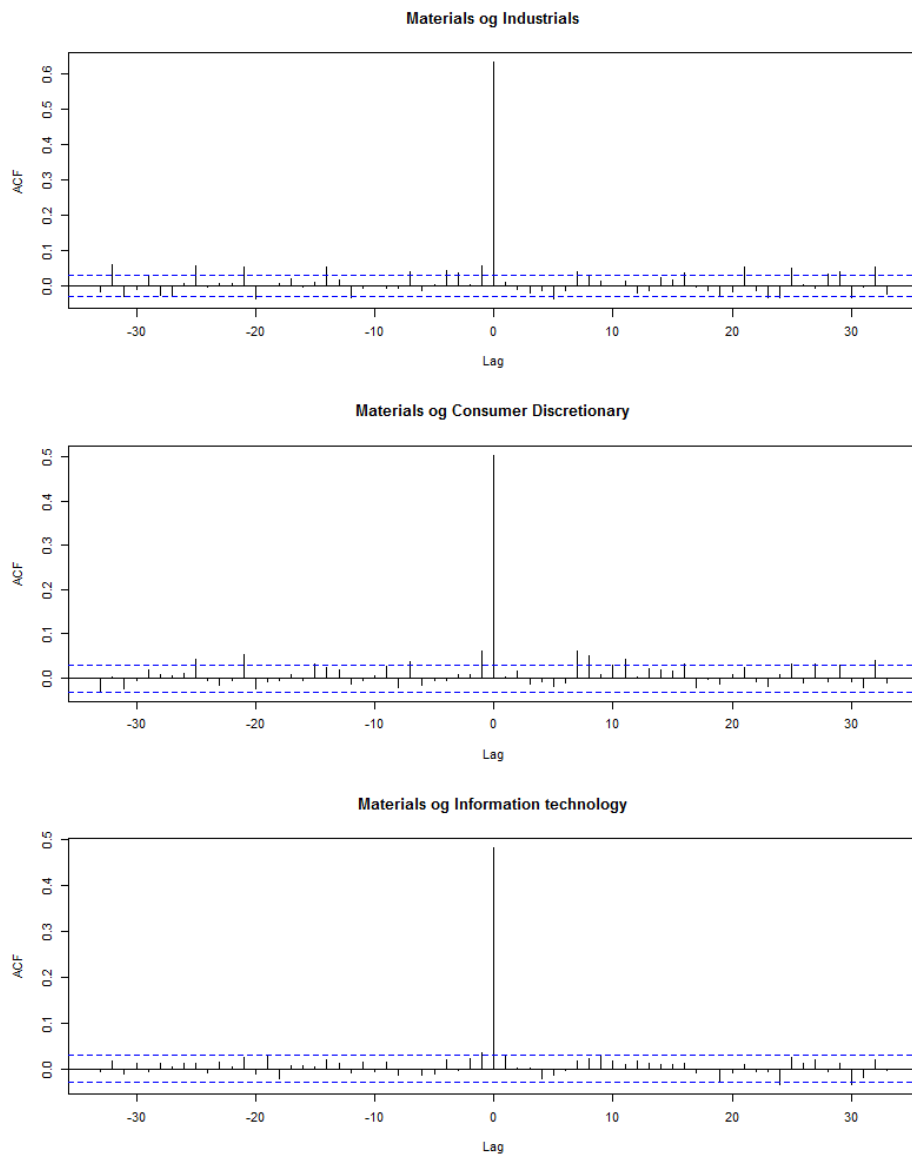 Materials og Industrials
ACF
0.6
0.5
0.4
0.3
0.2
0.1
0.0
-30 -20 -10 0 10 20 30
Lag
Materials og Consumer Discretionary
ACF
0.5
0.4
0.3
0.2
0.1
0.0
-30 -20 -10 0 10 20 30
Lag
Materials og Information technology
ACF
0.5
0.4
0.3
0.2
0.1
0.0
-30 -20 -10 0 10 20 30
Lag